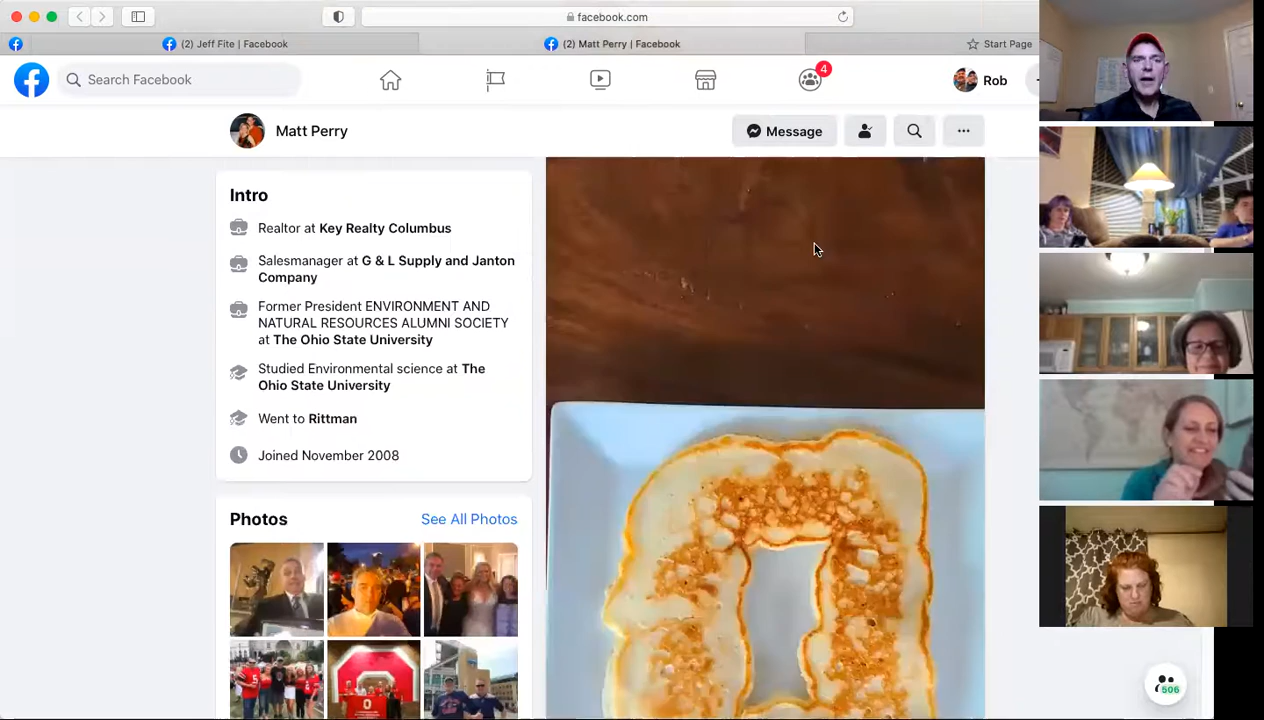 facebook.com
(2) Jeff Fite | Facebook
(2) Matt Perry | Facebook
Start Page
Search Facebook
4
Rob
Matt Perry
Message
Intro
Realtor at Key Realty Columbus
Salesmanager at G & L Supply and Janton
Company
Former President ENVIRONMENT AND
NATURAL RESOURCES ALUMNI SOCIETY
at The Ohio State University
Studied Environmental science at The
Ohio State University
Went to Rittman
Joined November 2008
Photos
See All Photos
506